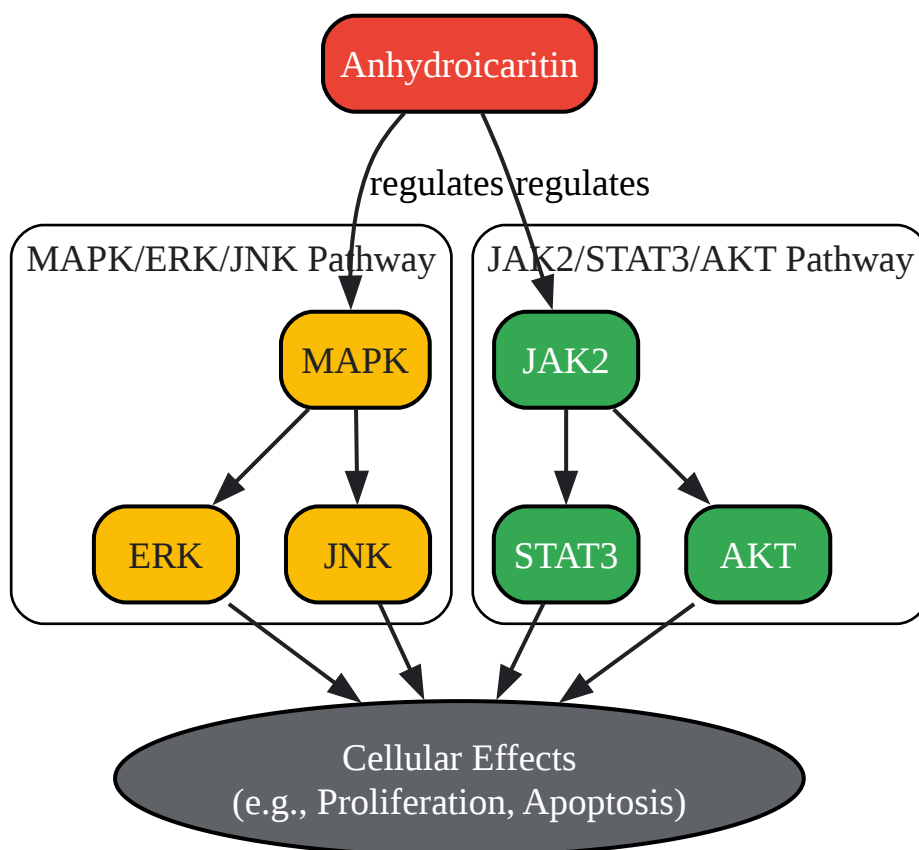 Anhydroicaritin
regulates
regulates
MAPK/ERK/JNK Pathway
JAK2/STAT3/AKT Pathway
MAPK
JAK2
ERK
JNK
STAT3
AKT
Cellular Effects
(e.g., Proliferation, Apoptosis)